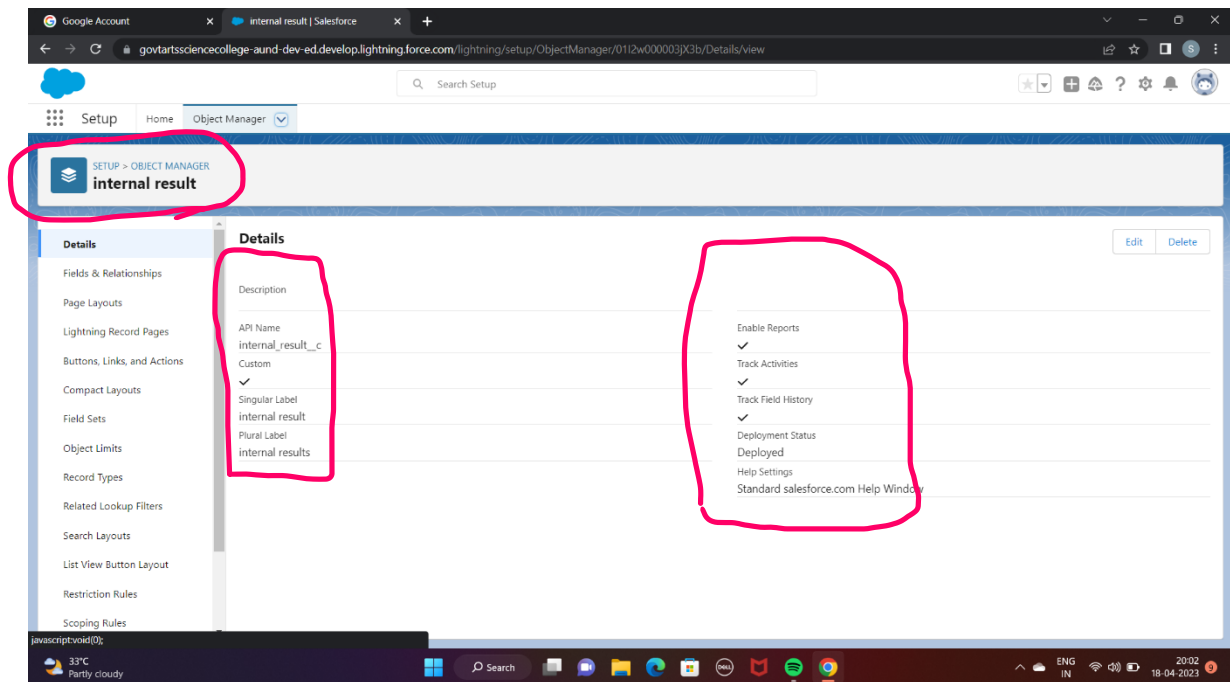 Google Account
internal result | Salesforce
govtartssciencecollege-aund-dev-ed.develop.lightning.force.com/lightning/setup/ObjectManager/01I2w000003jX3b/Details/view
S
Search Setup
Setup
Home
Object Manager
SETUP > OBJECT MANAGER
internal result
Details
Fields & Relationships
Page Layouts
Lightning Record Pages
Buttons, Links, and Actions
Compact Layouts
Field Sets
Object Limits
Record Types
Related Lookup Filters
Search Layouts
List View Button Layout
Restriction Rules
Scoping Rules
Details
Edit
Delete
Description
API Name
internal_result__c
Custom
Singular Label
internal result
Plural Label
internal results
Enable Reports
Track Activities
Track Field History
Deployment Status
Deployed
Help Settings
Standard salesforce.com Help Window
javascript:void(0);
33°C
Partly cloudy
Search
DELL
ENG
IN
20:02
18-04-2023
9